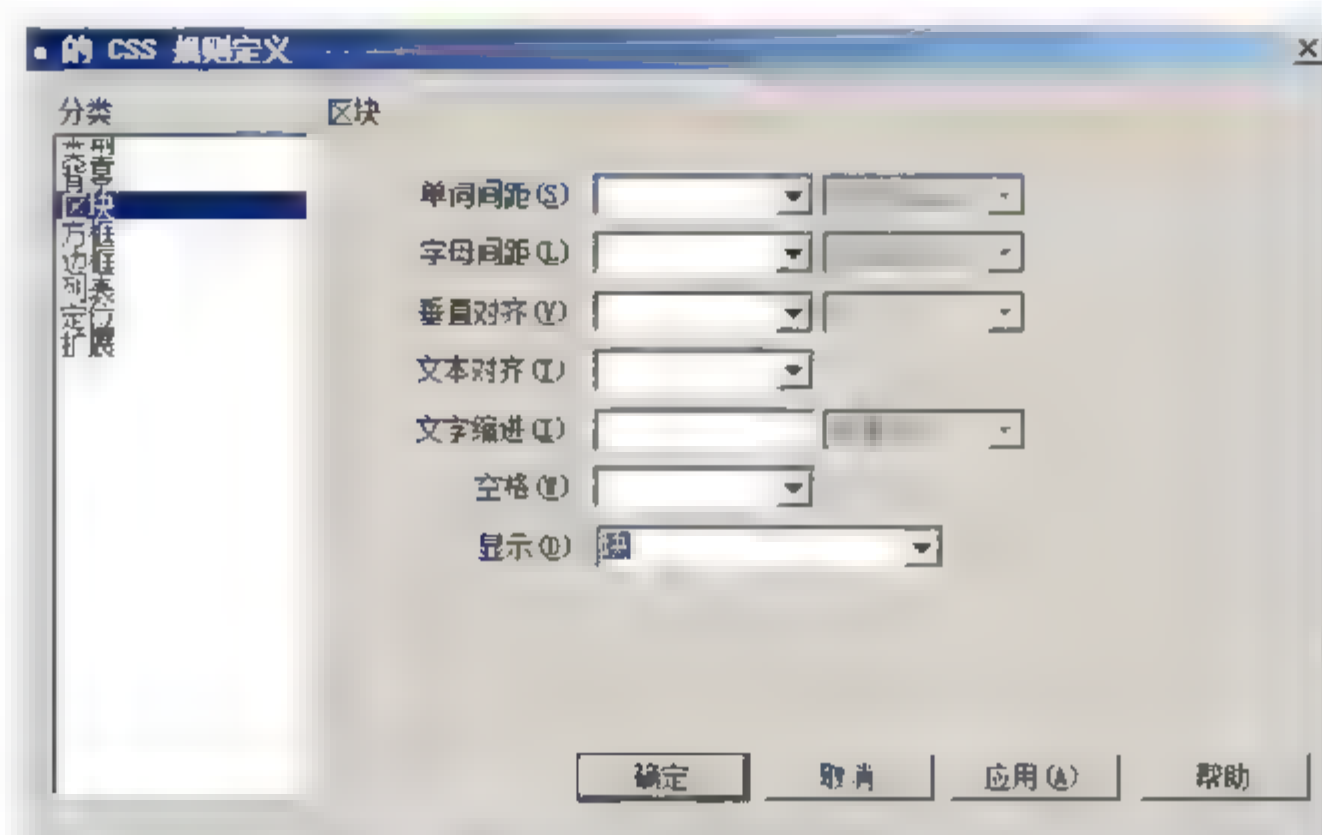 的 CSS 规则定义
分类
类型
背景
区块
方框
边框
列表
定位
扩展
区块
单词间距(S)
字母间距(L)
垂直对齐(V)
文本对齐(T)
文字缩进(I)
空格(W)
显示(D) 块
确定 取消 应用(A) 帮助